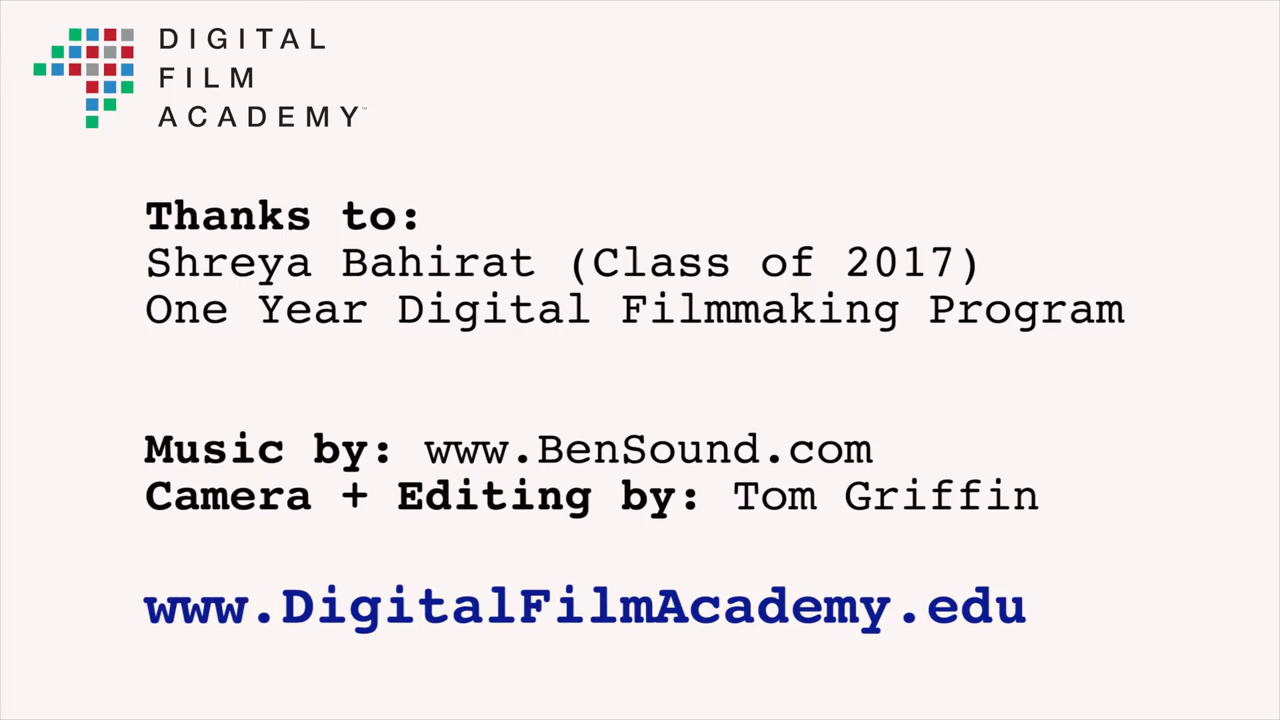 DIGITAL
FILM
ACADEMY™
Thanks to:
Shreya Bahirat (Class of 2017)
One Year Digital Filmmaking Program
Music by: www.BenSound.com
Camera + Editing by: Tom Griffin
www.DigitalFilmAcademy.edu